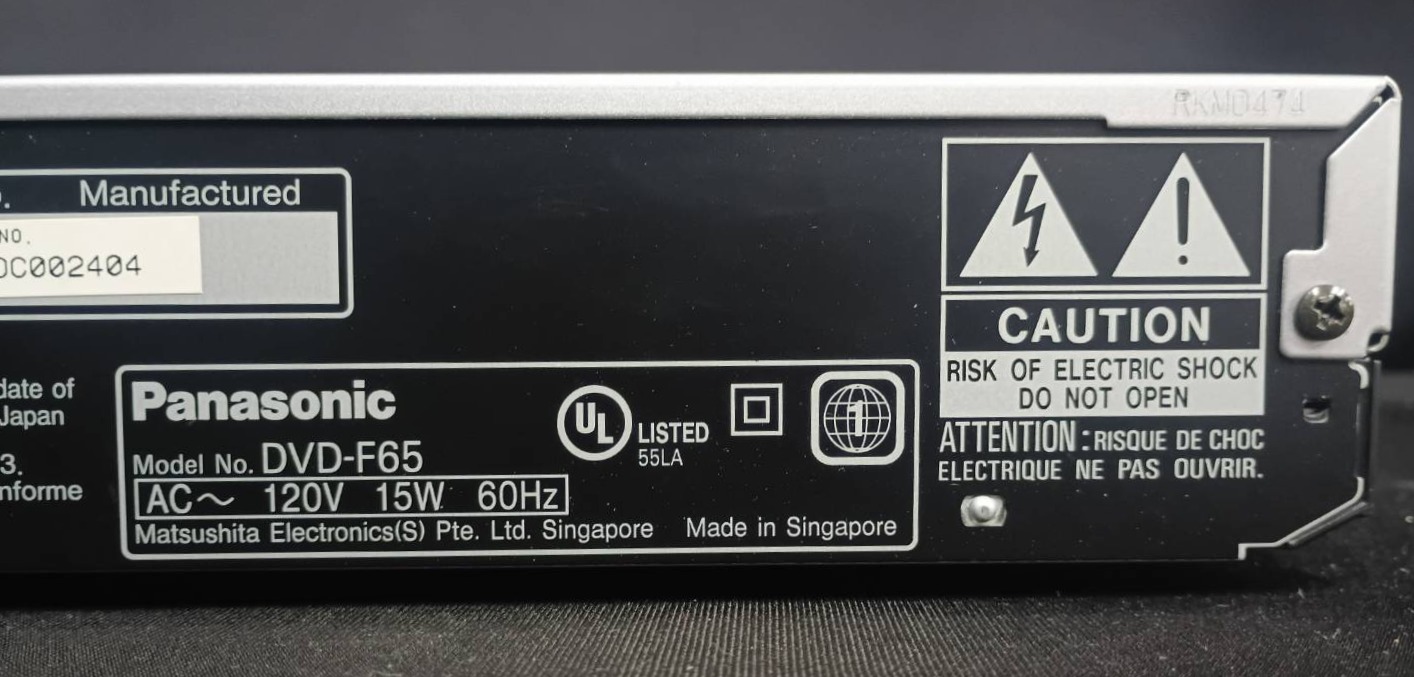 RKM0474
Manufactured
NO.
0C002404
date of
Japan
3.
nforme
Panasonic
Model No. DVD-F65
AC～ 120V 15W 60Hz
Matsushita Electronics(S) Pte. Ltd. Singapore Made in Singapore
UL LISTED
55LA
1
CAUTION
RISK OF ELECTRIC SHOCK
DO NOT OPEN
ATTENTION : RISQUE DE CHOC
ELECTRIQUE NE PAS OUVRIR.